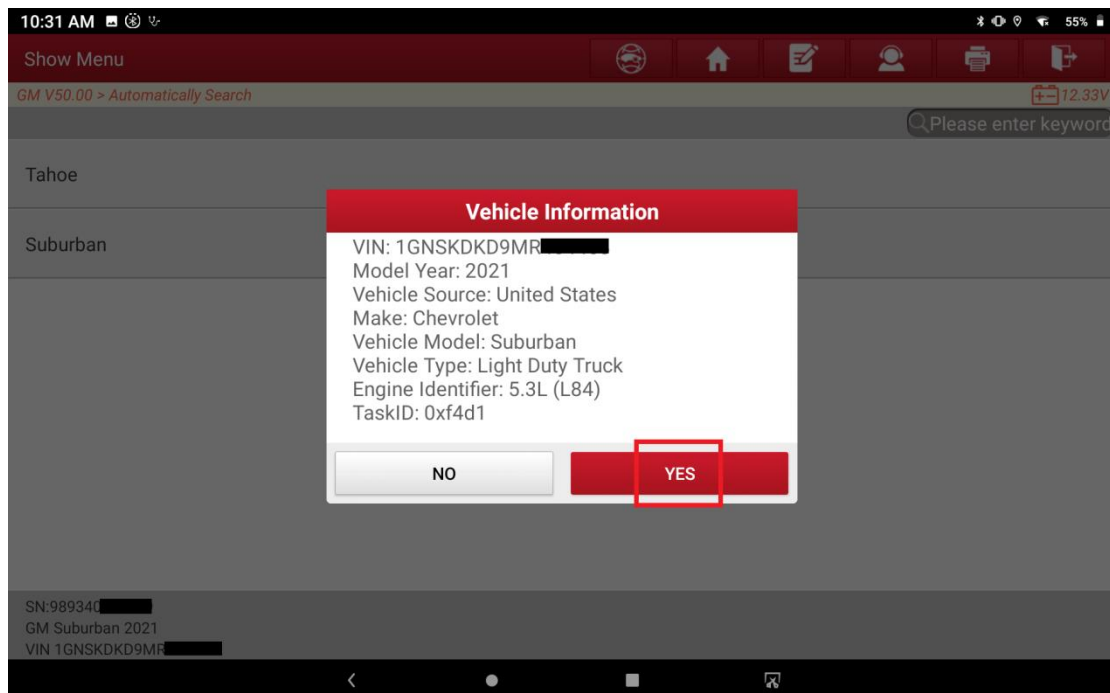 10:31 AM
55%
Show Menu
GM V50.00 > Automatically Search
12.33V
Please enter keyword
Tahoe
Suburban
Vehicle Information
VIN: 1GNSKDKD9MR
Model Year: 2021
Vehicle Source: United States
Make: Chevrolet
Vehicle Model: Suburban
Vehicle Type: Light Duty Truck
Engine Identifier: 5.3L (L84)
TaskID: 0xf4d1
NO
YES
SN:989340
GM Suburban 2021
VIN 1GNSKDKD9MR